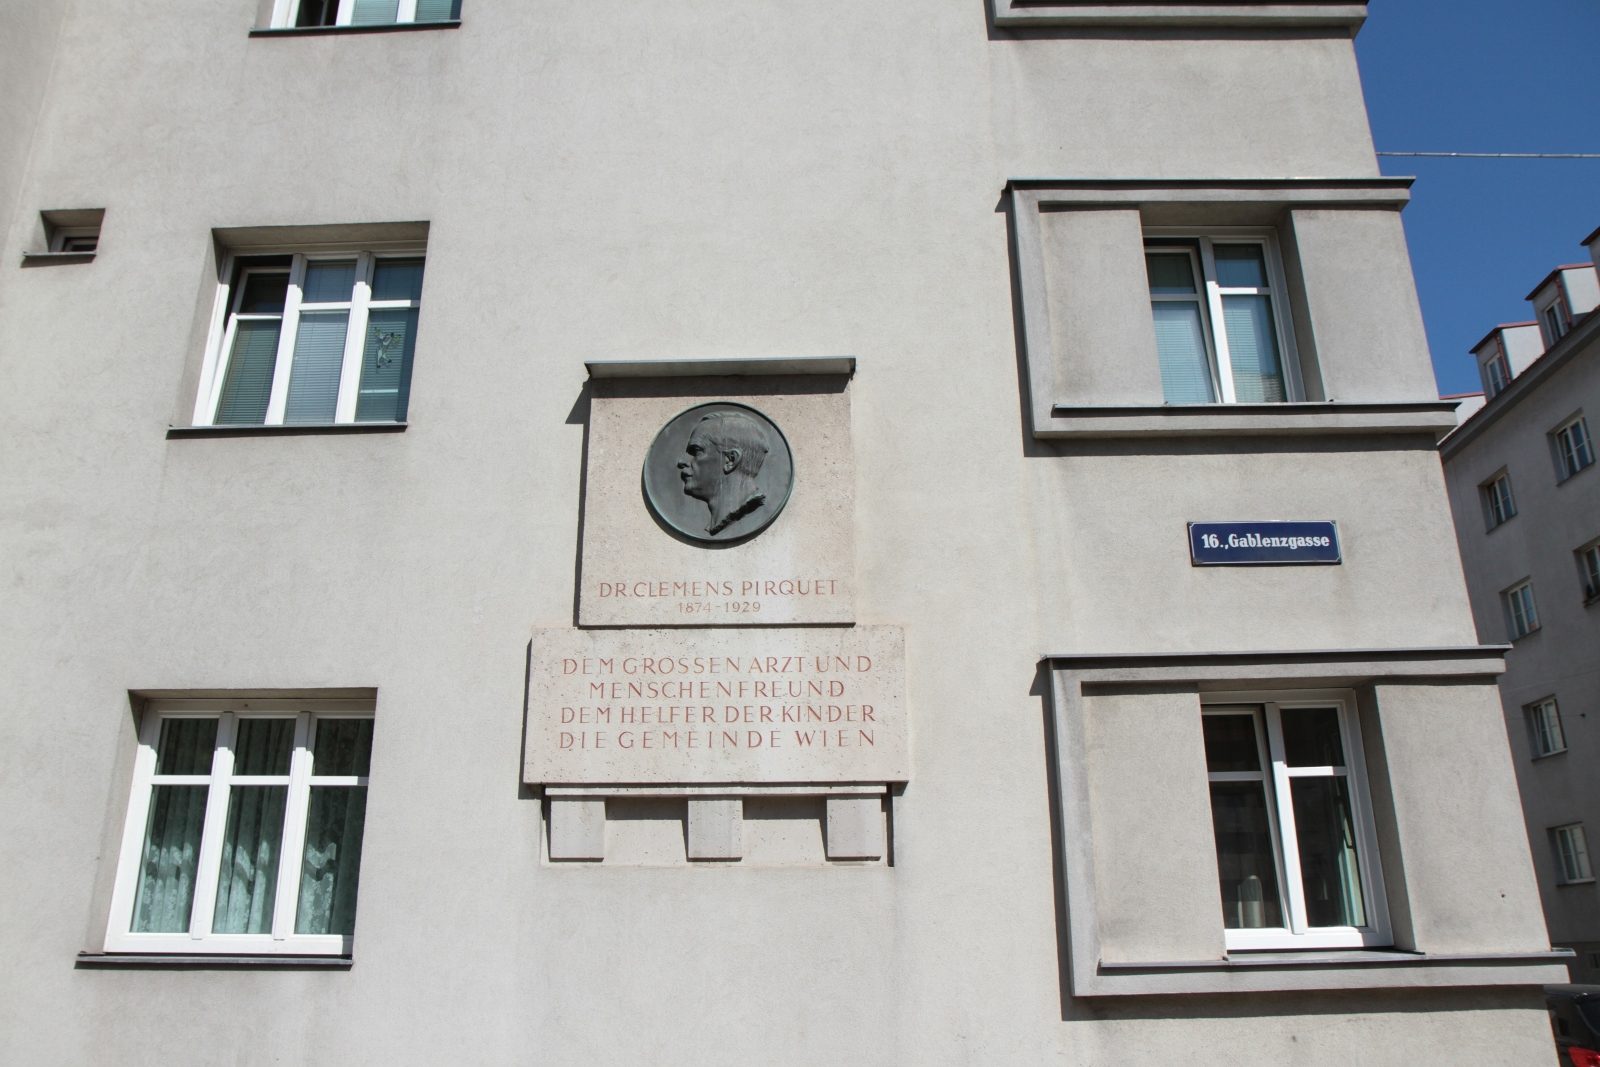 DR. CLEMENS PIRQUET
1874-1929
DEM GROSSEN ARZT UND
MENSCHENFREUND
DEM HELFER DER KINDER
DIE GEMEINDE WIEN
16., Gablenzgasse